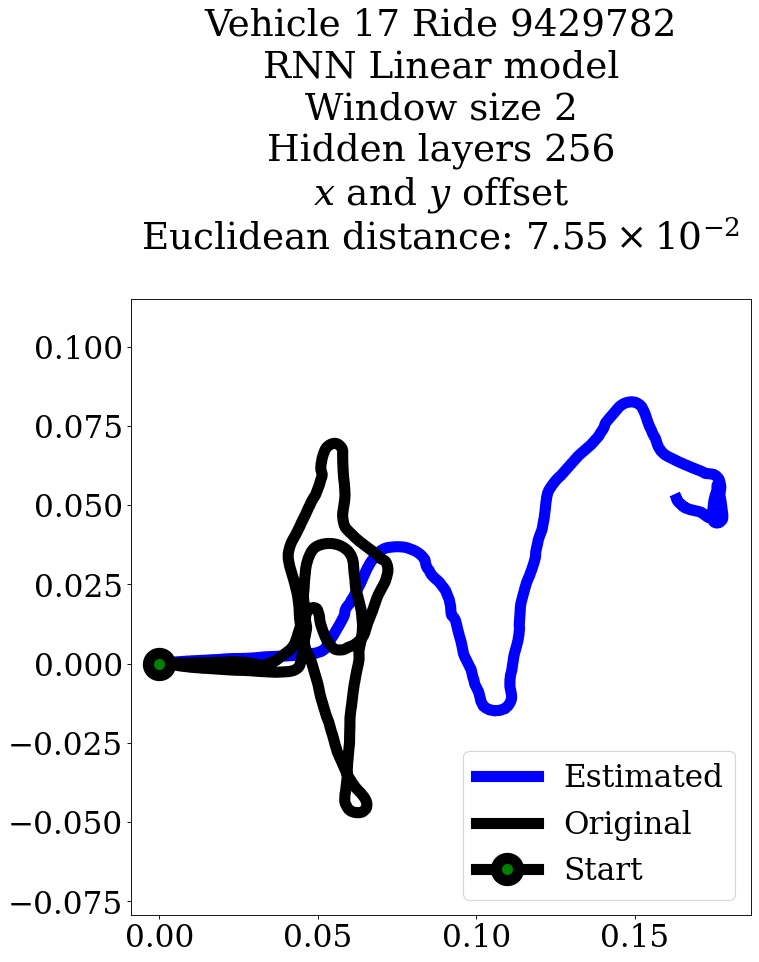 Vehicle 17 Ride 9429782
RNN Linear model
Window size 2
Hidden layers 256
x and y offset
Euclidean distance: 7.55 × 10⁻²
0.100
0.075
0.050
0.025
0.000
−0.025
−0.050
−0.075
0.00 0.05 0.10 0.15
Estimated
Original
Start